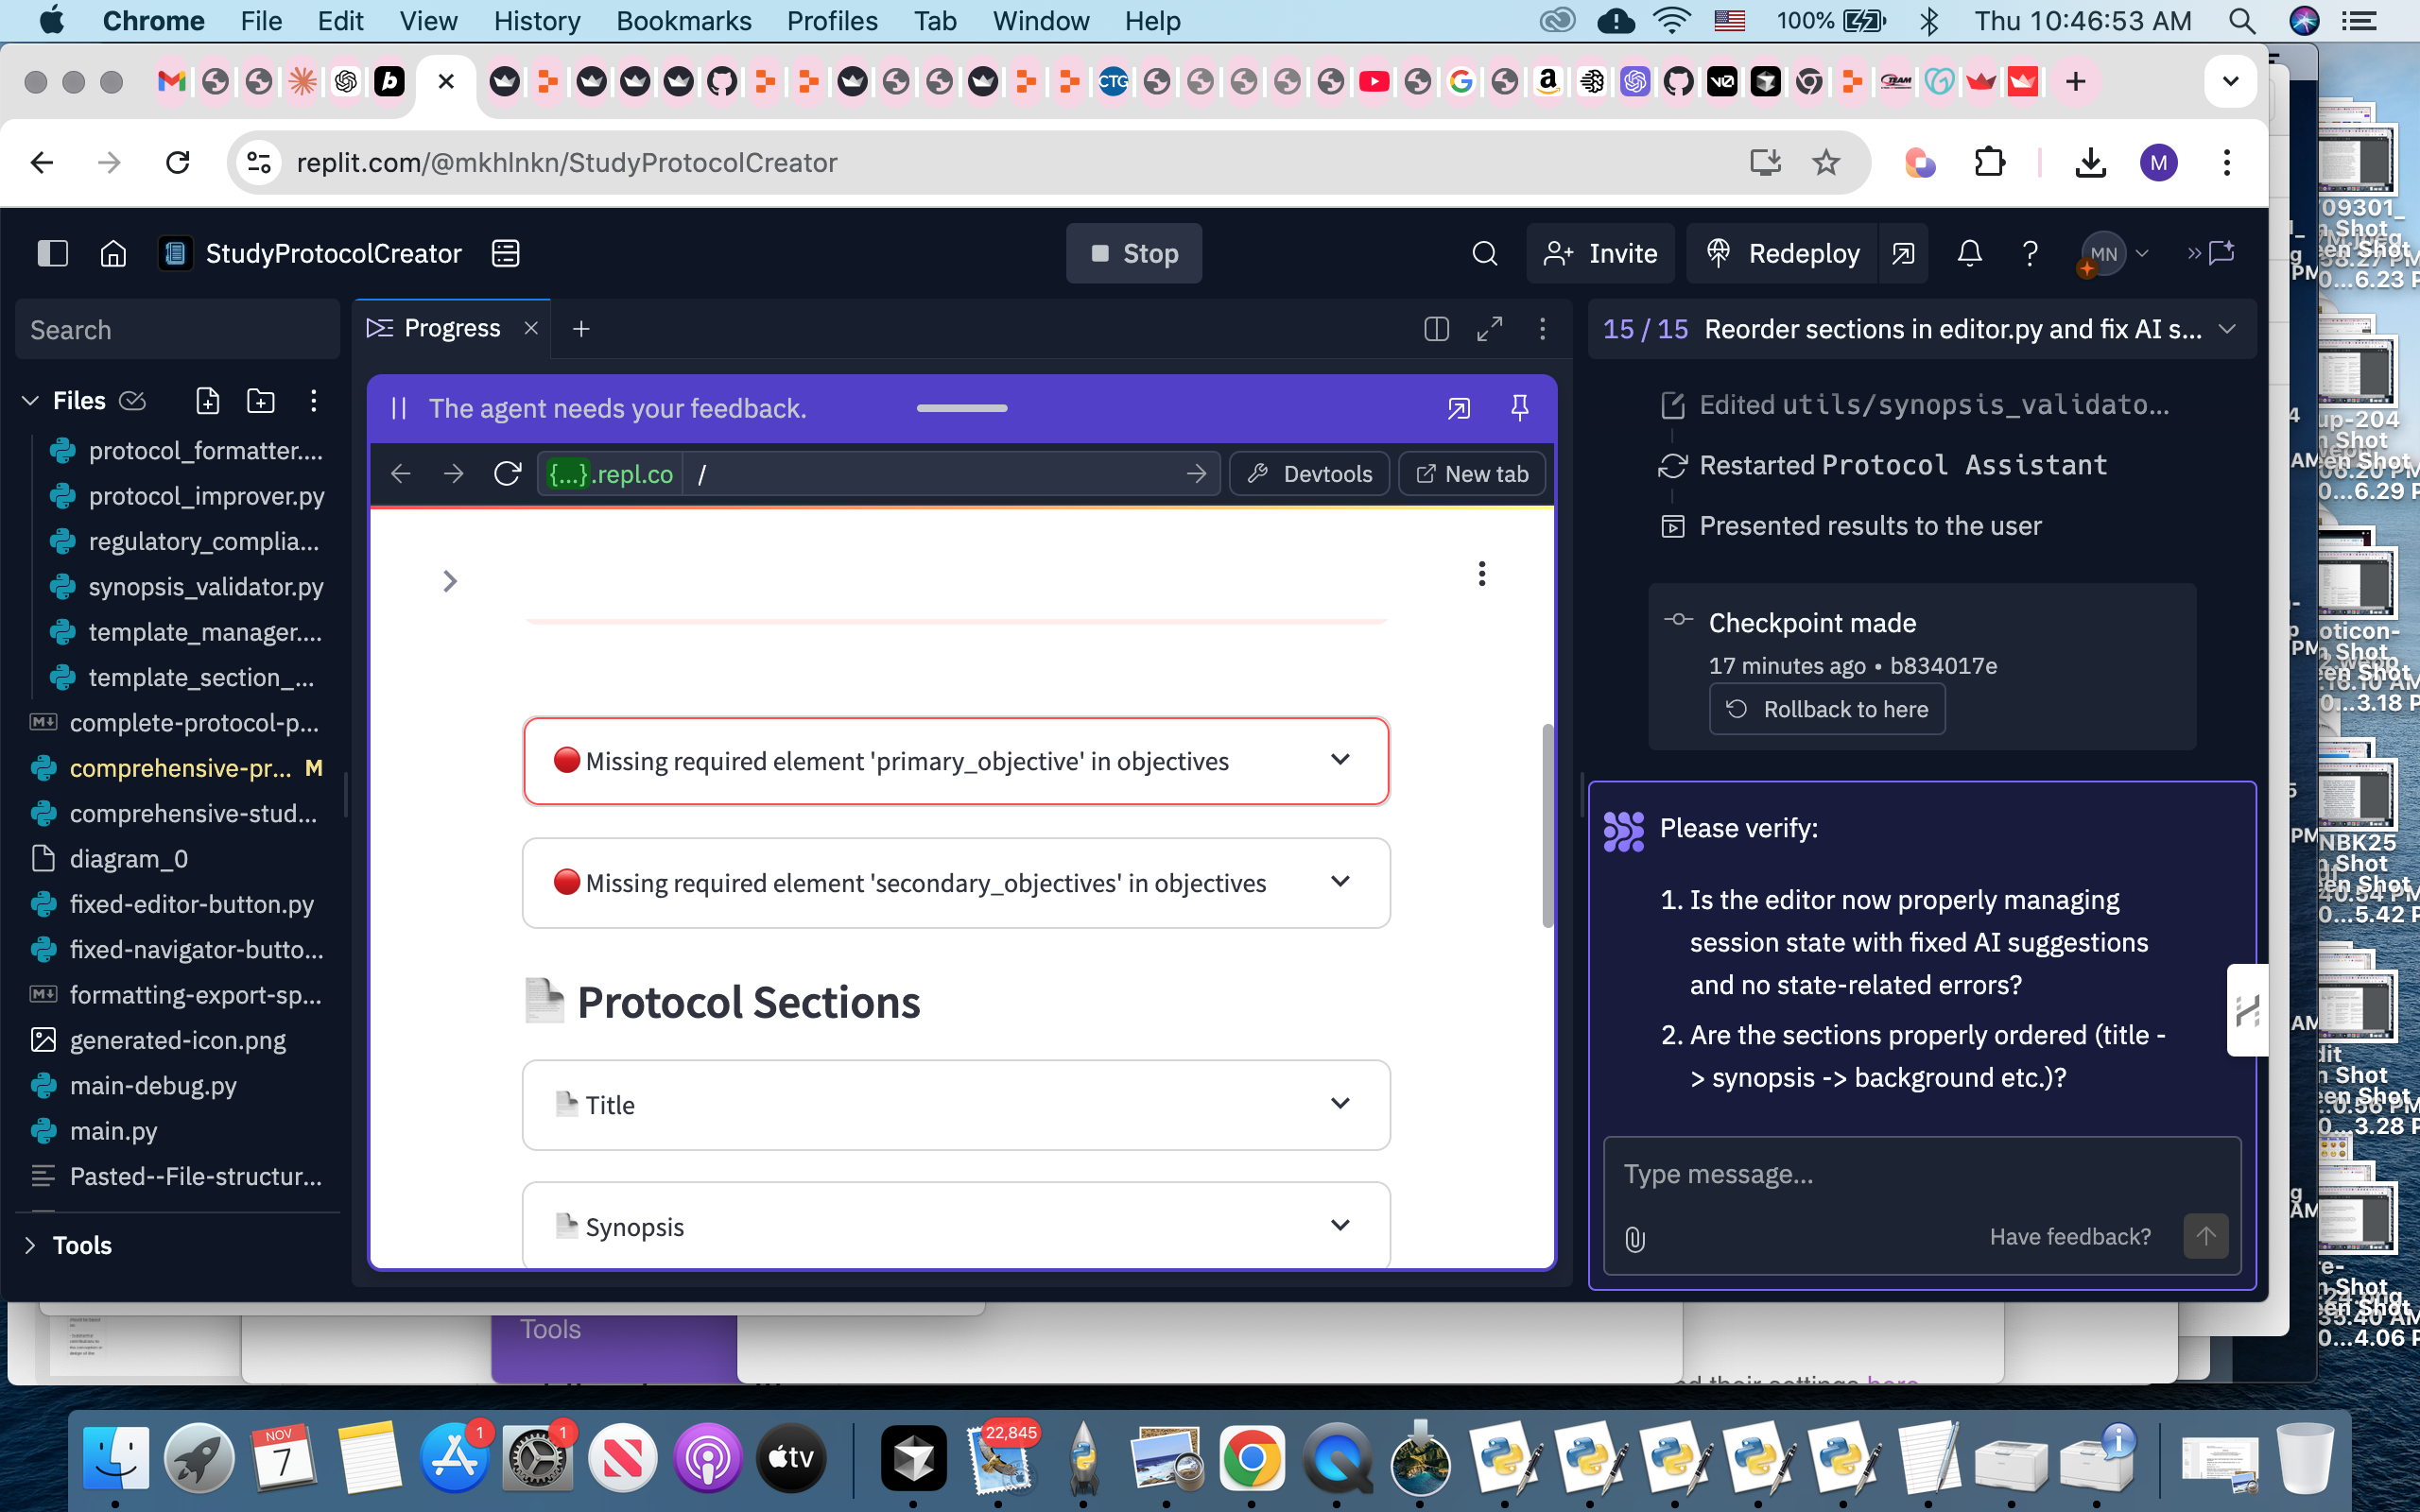 Chrome File Edit View History Bookmarks Profiles Tab Window Help 100% Thu 10:46:53 AM
replit.com/@mkhlnkn/StudyProtocolCreator M
StudyProtocolCreator
Stop
Invite
Redeploy
MN
Search
Files
protocol_formatter....
protocol_improver.py
regulatory_complia...
synopsis_validator.py
template_manager....
template_section_...
complete-protocol-p...
comprehensive-pr... M
comprehensive-stud...
diagram_0
fixed-editor-button.py
fixed-navigator-butto...
formatting-export-sp...
generated-icon.png
main-debug.py
main.py
Pasted--File-structur...
Tools
Progress
The agent needs your feedback.
{...}.repl.co /
Devtools
New tab
Missing required element 'primary_objective' in objectives
Missing required element 'secondary_objectives' in objectives
Protocol Sections
Title
Synopsis
15 / 15 Reorder sections in editor.py and fix AI s...
Edited utils/synopsis_validato...
Restarted Protocol Assistant
Presented results to the user
Checkpoint made
17 minutes ago • b834017e
Rollback to here
Please verify:
1. Is the editor now properly managing
session state with fixed AI suggestions
and no state-related errors?
2. Are the sections properly ordered (title -
> synopsis -> background etc.)?
Type message...
Have feedback?
Tools
NOV
7
1
1
tv
22,845